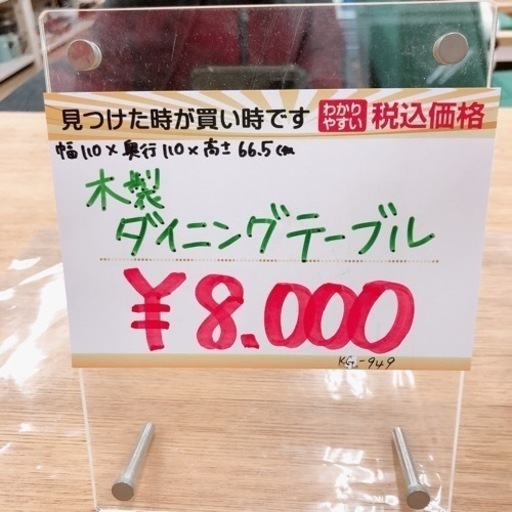 見つけた時が買い時です わかりやすい 税込価格
幅110×奥行110×高さ66.5cm
木製
ダイニングテーブル
¥8.000
KG-949